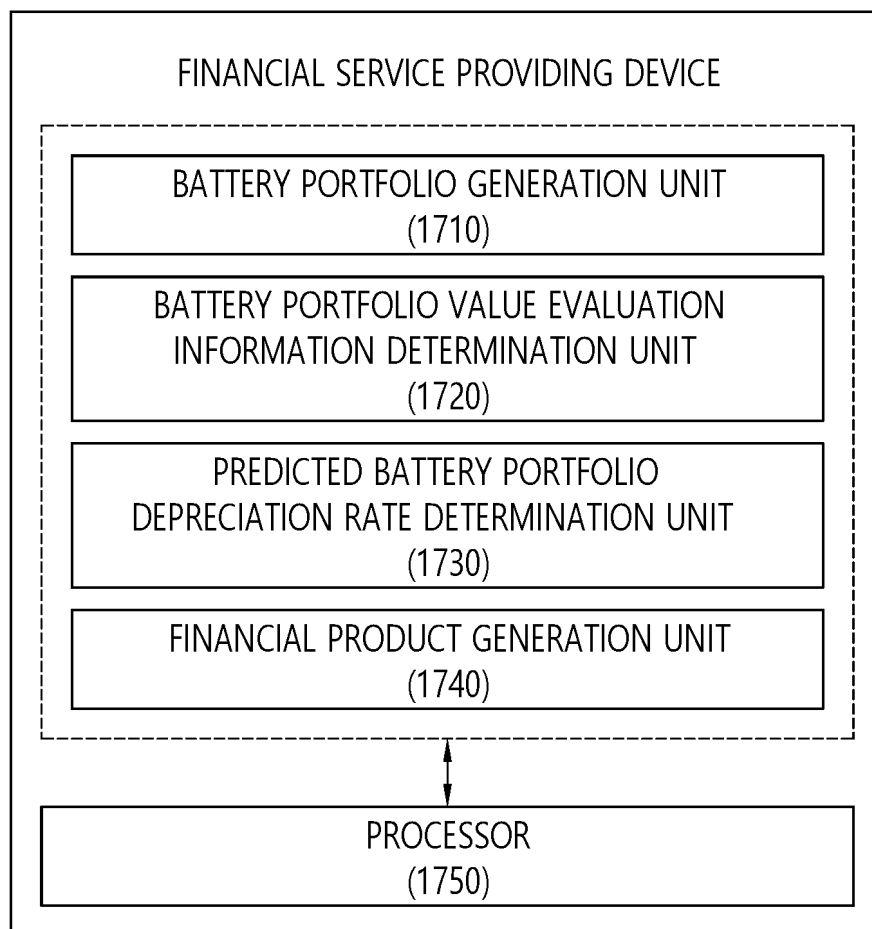 FINANCIAL SERVICE PROVIDING DEVICE
BATTERY PORTFOLIO GENERATION UNIT
(1710)
BATTERY PORTFOLIO VALUE EVALUATION
INFORMATION DETERMINATION UNIT
(1720)
PREDICTED BATTERY PORTFOLIO
DEPRECIATION RATE DETERMINATION UNIT
(1730)
FINANCIAL PRODUCT GENERATION UNIT
(1740)
PROCESSOR
(1750)